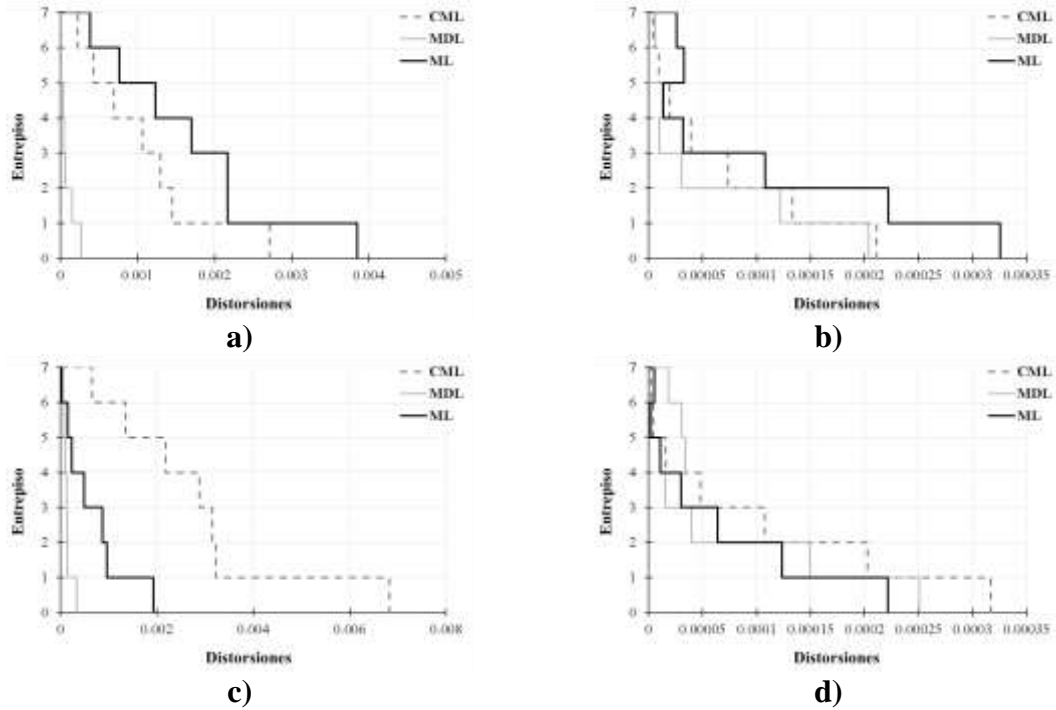 7
6
5
4
3
2
1
0
Entrepiso
0
0.001
0.002
0.003
0.004
0.005
Distorsiones
CML
MDL
ML
a)
7
6
5
4
3
2
1
0
Entrepiso
0
0.00005
0.0001
0.00015
0.0002
0.00025
0.0003
0.00035
Distorsiones
CML
MDL
ML
b)
7
6
5
4
3
2
1
0
Entrepiso
0
0.002
0.004
0.006
0.008
Distorsiones
CML
MDL
ML
c)
7
6
5
4
3
2
1
0
Entrepiso
0
0.00005
0.0001
0.00015
0.0002
0.00025
0.0003
0.00035
Distorsiones
CML
MDL
ML
d)